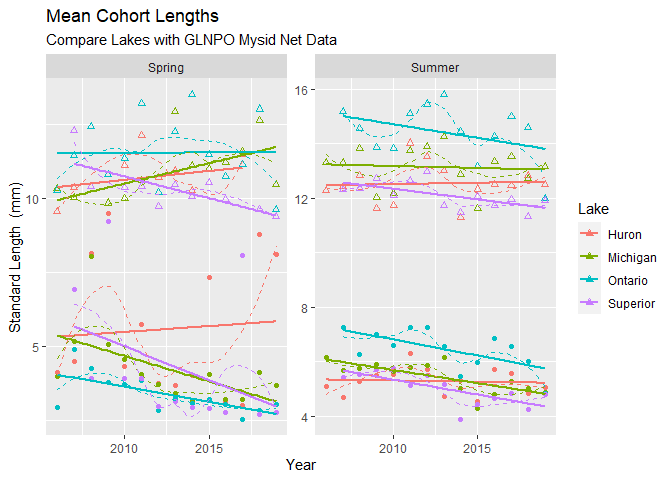 Mean Cohort Lengths
Compare Lakes with GLNPO Mysid Net Data
Spring
Summer
Standard Length  (mm)
10
5
16
12
8
4
2010
2015
2010
2015
Year
Lake
Huron
Michigan
Ontario
Superior